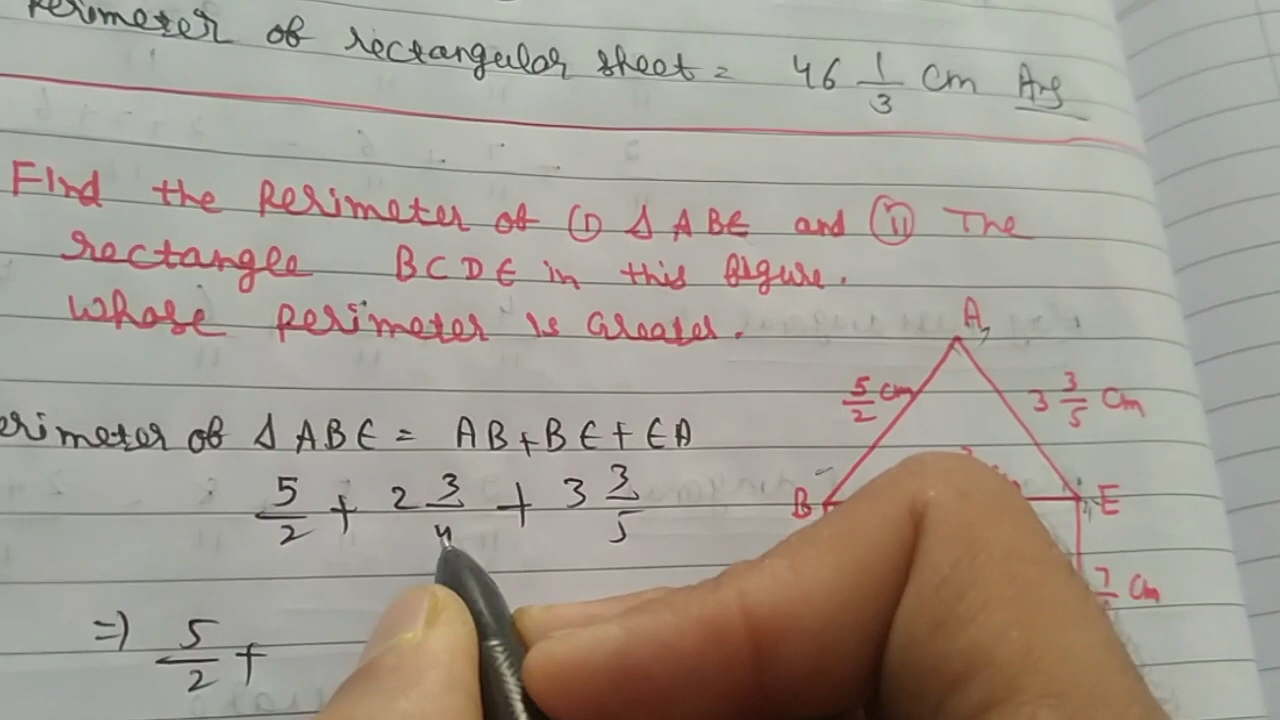 Perimeter of rectangular sheet = 46 1/3 cm Ans
Find the Perimeter of (i) Δ ABE and (ii) The
rectangle BCDE in this figure.
Whose perimeter is Greater.
A
5/2 cm
3 3/5 cm
Perimeter of Δ ABE = AB+BE+EA
5/2 + 2 3/4 + 3 3/5
B
E
cm
=) 5/2 +